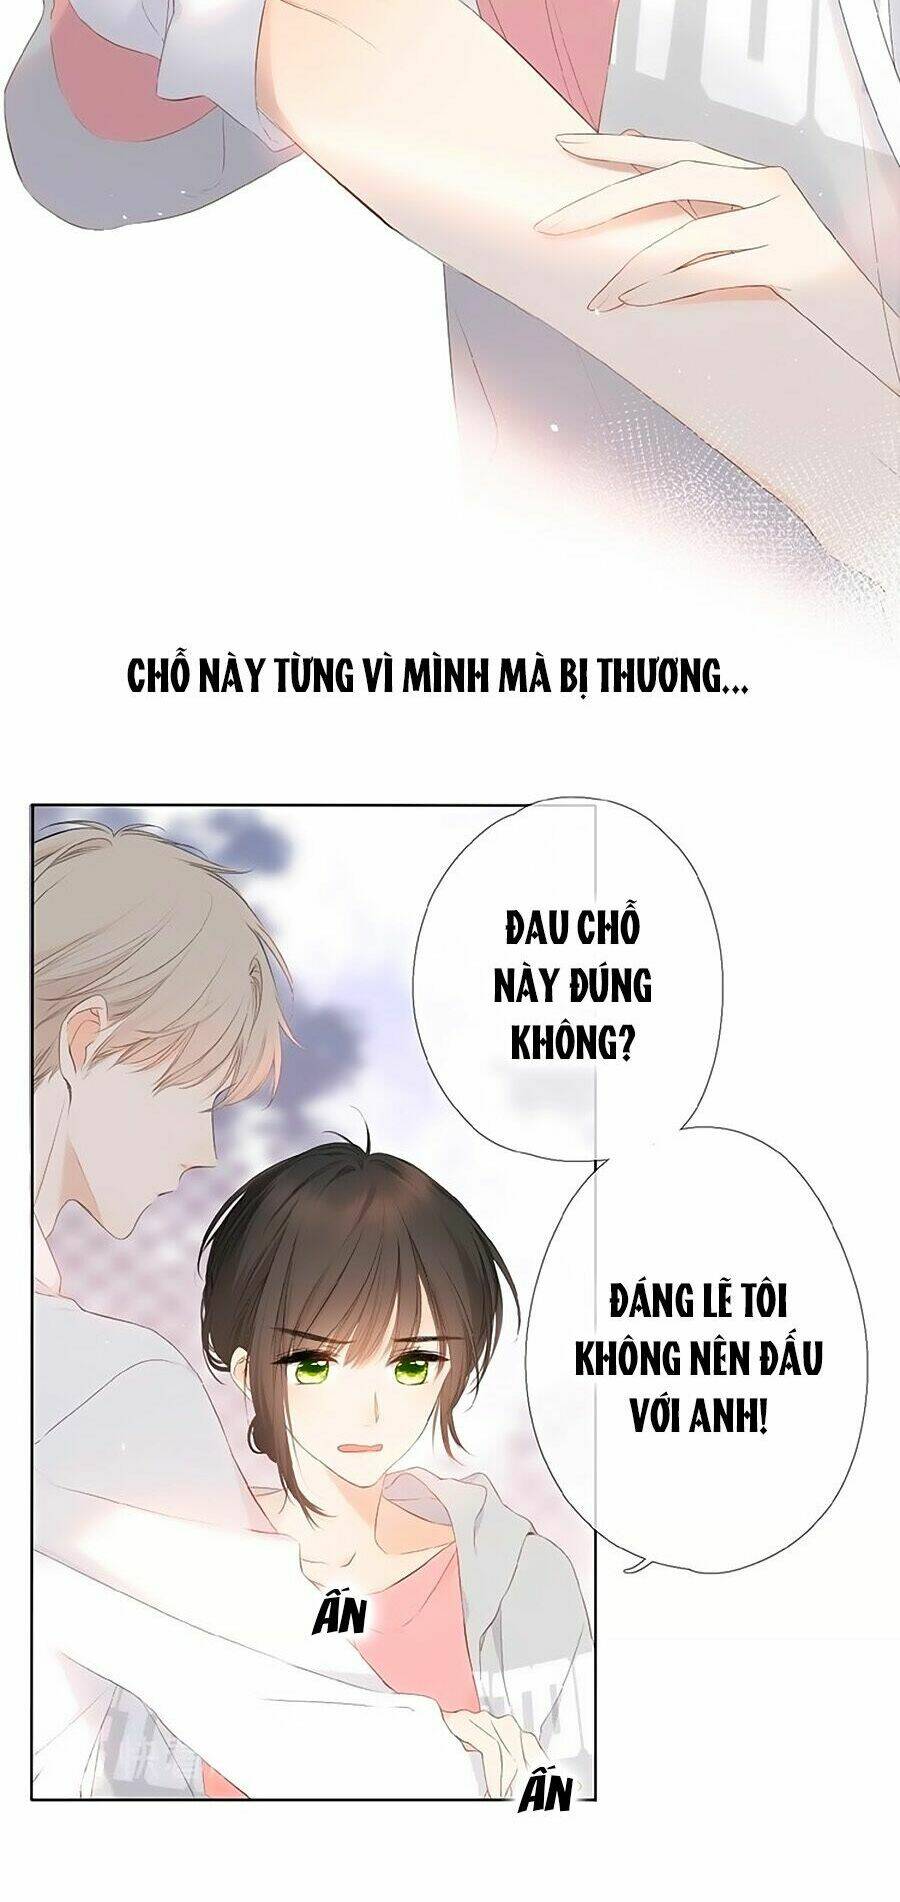 CHỖ NÀY TỪNG VÌ MÌNH MÀ BỊ THƯƠNG...
ĐAU CHỖ
NÀY ĐÚNG
KHÔNG?
ĐÁNG LẼ TÔI
KHÔNG NÊN ĐẤU
VỚI ANH!
ẤN
ẤN